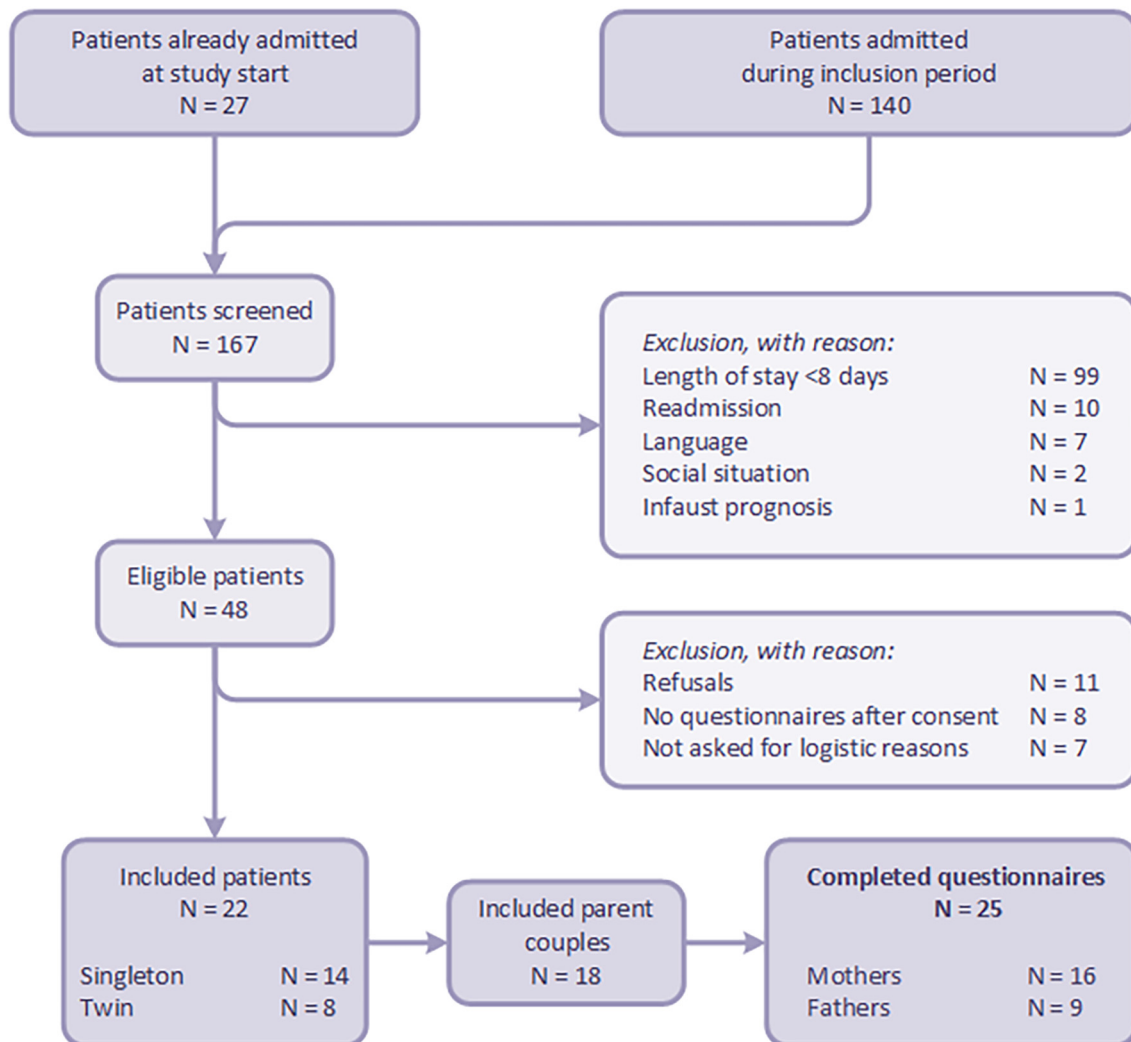 Patients already admitted
at study start
N = 27
Patients admitted
during inclusion period
N = 140
Patients screened
N = 167
Exclusion, with reason:
Length of stay <8 days N = 99
Readmission N = 10
Language N = 7
Social situation N = 2
Infaust prognosis N = 1
Eligible patients
N = 48
Exclusion, with reason:
Refusals N = 11
No questionnaires after consent N = 8
Not asked for logistic reasons N = 7
Included patients
N = 22
Singleton N = 14
Twin N = 8
Included parent
couples
N = 18
Completed questionnaires
N = 25
Mothers N = 16
Fathers N = 9